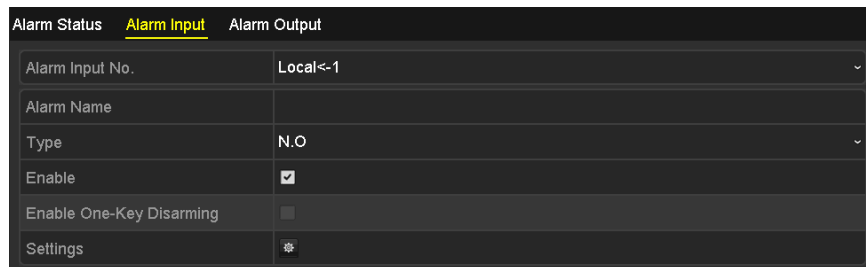 Alarm Status Alarm Input Alarm Output
Alarm Input No. Local<-1
Alarm Name
Type N.O
Enable
Enable One-Key Disarming
Settings